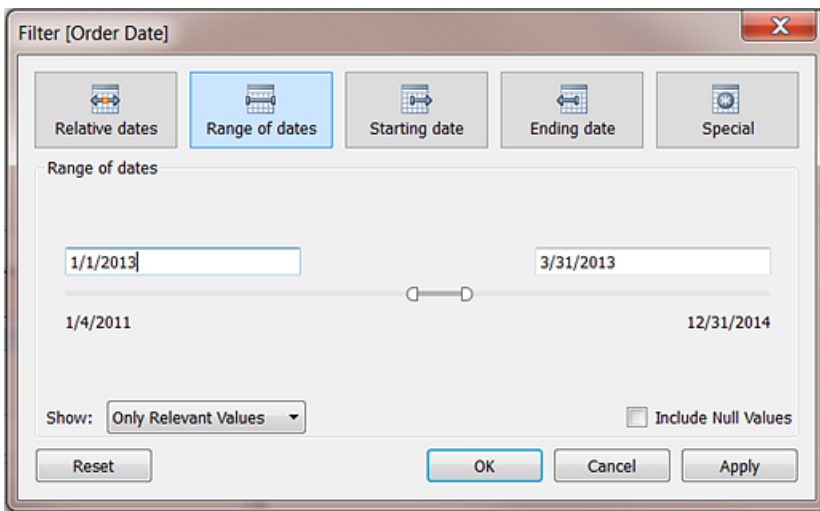 Filter [Order Date]
Relative dates
Range of dates
Starting date
Ending date
Special
Range of dates
1/1/2013
3/31/2013
1/4/2011
12/31/2014
Show:
Only Relevant Values
Include Null Values
Reset
OK
Cancel
Apply